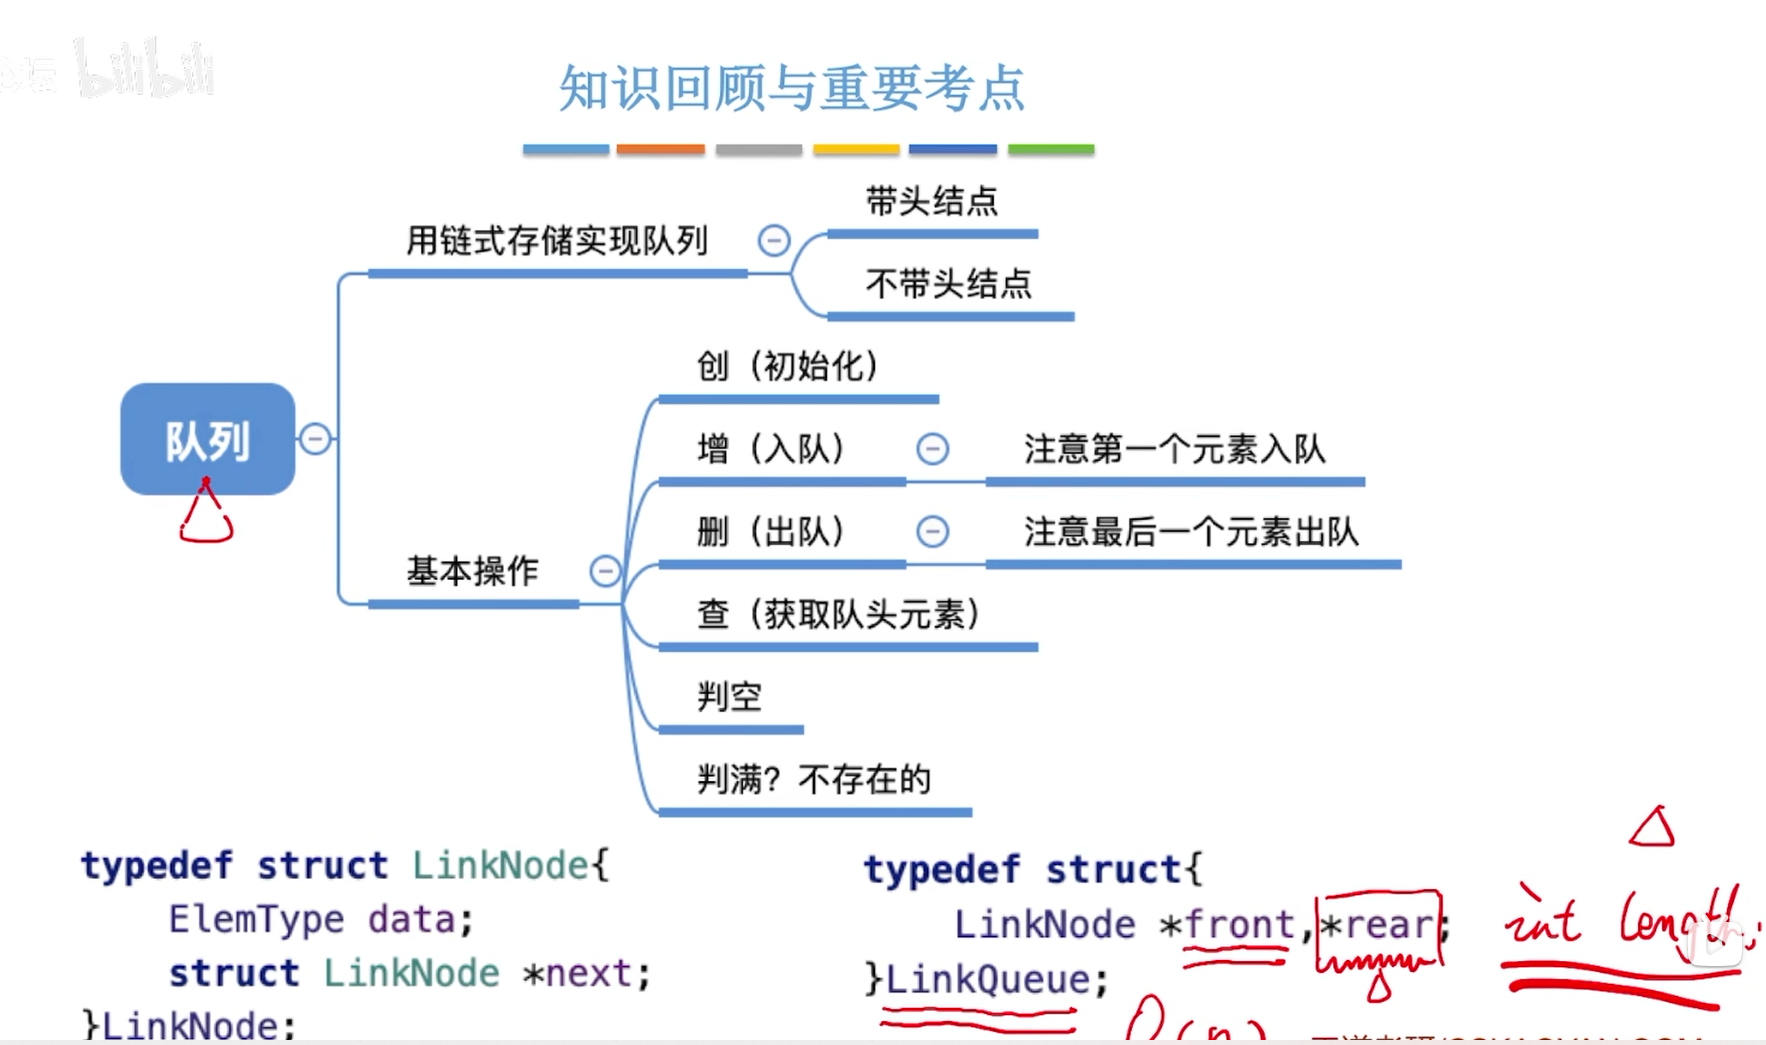 bilibili
知识回顾与重要考点
带头结点
用链式存储实现队列
不带头结点
创（初始化）
增（入队）
注意第一个元素入队
队列
删（出队）
注意最后一个元素出队
基本操作
查（获取队头元素）
判空
判满？不存在的
typedef struct LinkNode{
ElemType data;
struct LinkNode *next;
}LinkNode;
typedef struct{
LinkNode *front,*rear;
}LinkQueue;
int length;
O(n)